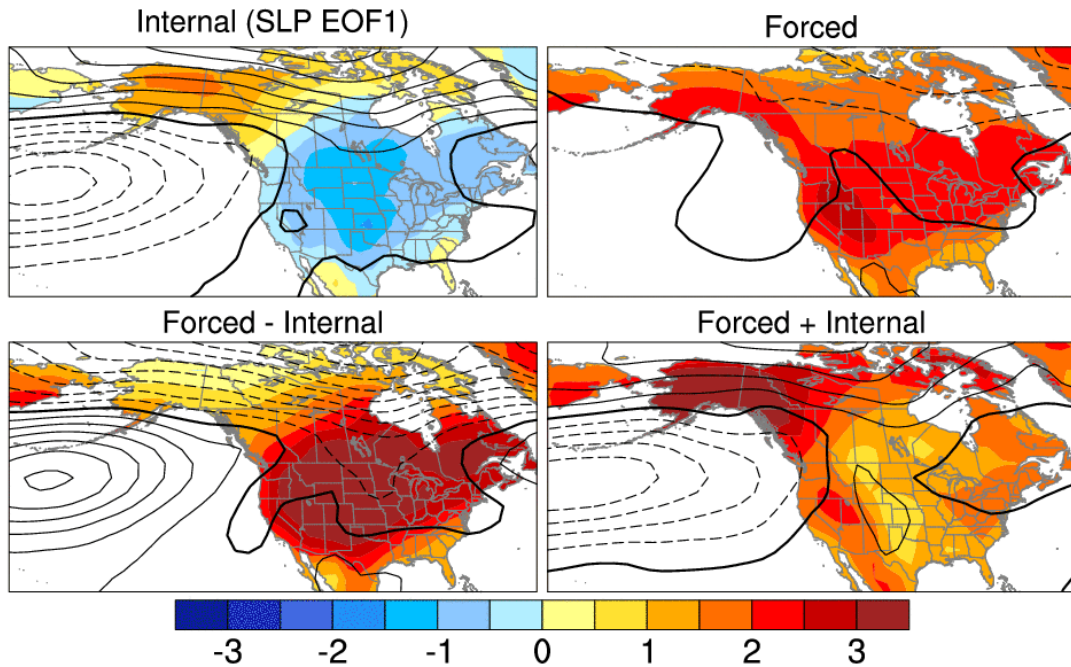 Internal (SLP EOF1)
Forced
Forced - Internal
Forced + Internal
-3 -2 -1 0 1 2 3